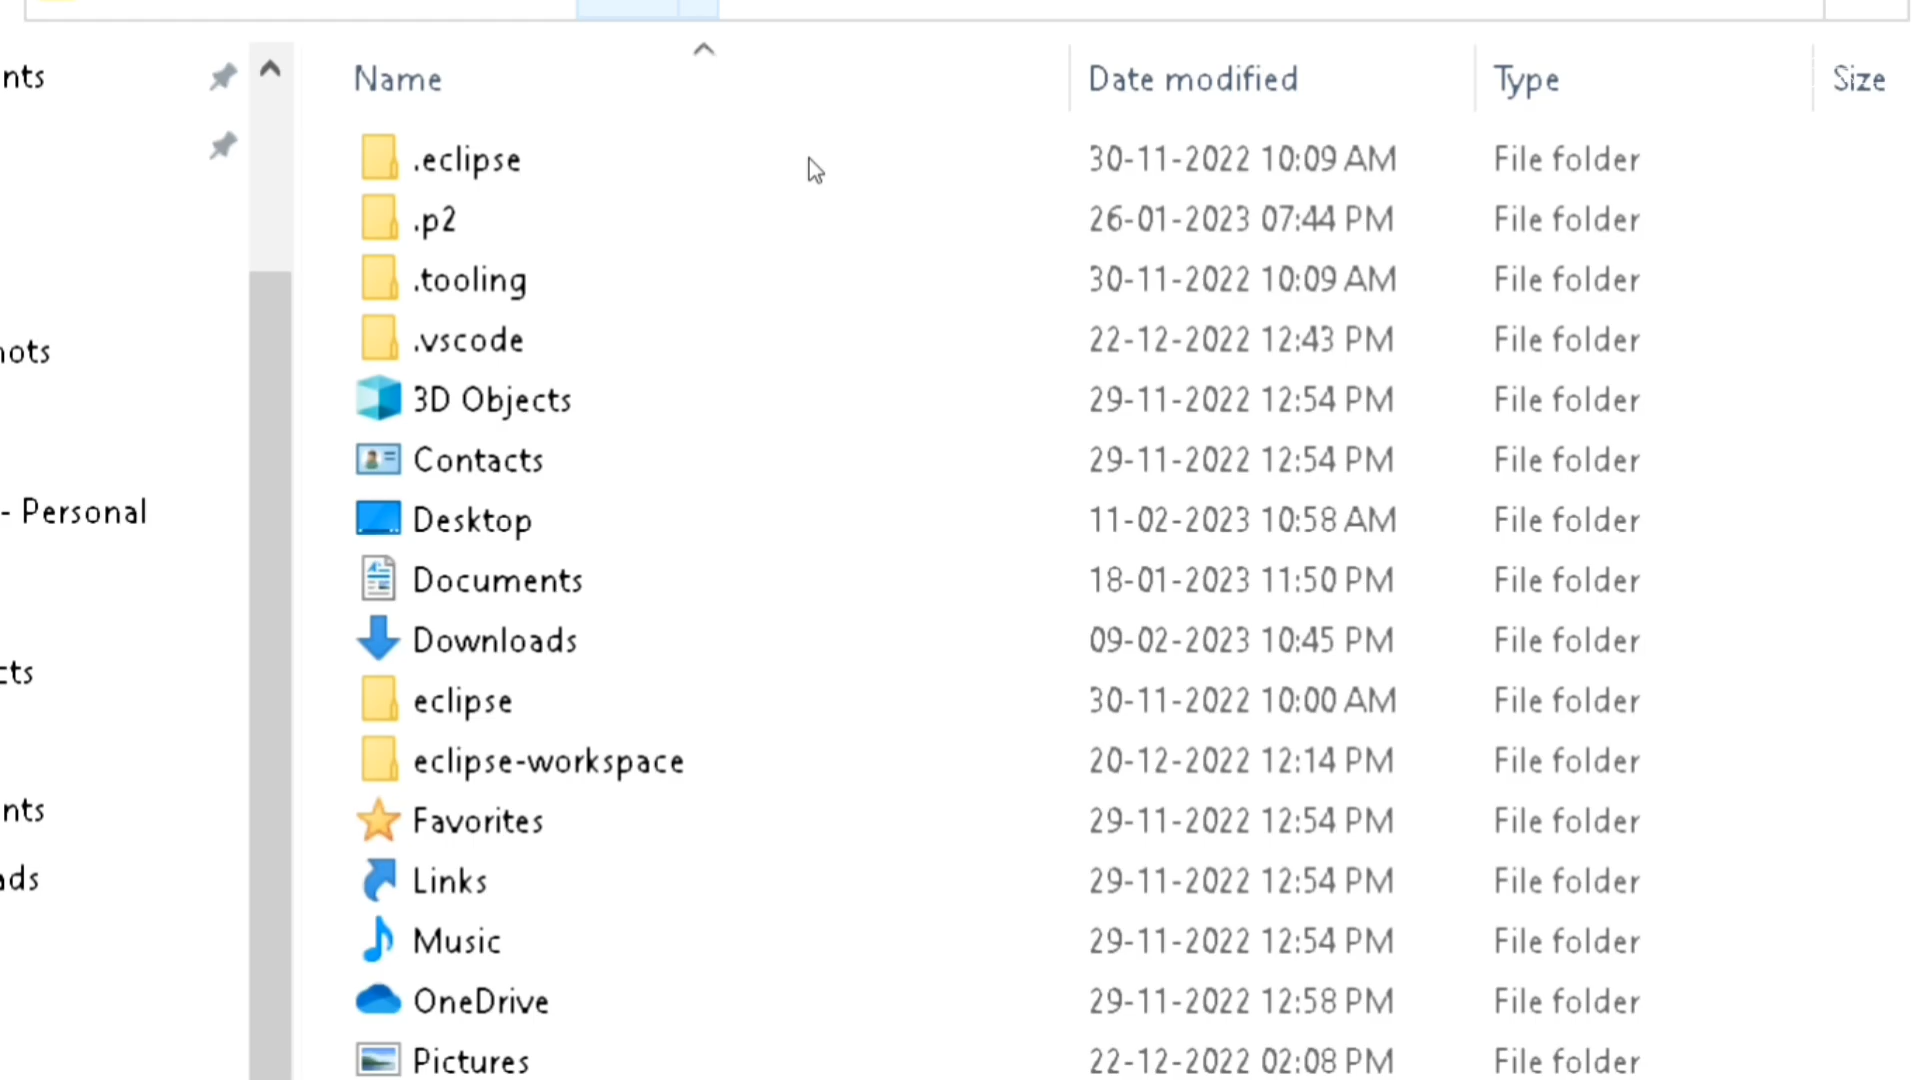 Name Date modified Type Size
.eclipse 30-11-2022 10:09 AM File folder
.p2 26-01-2023 07:44 PM File folder
.tooling 30-11-2022 10:09 AM File folder
.vscode 22-12-2022 12:43 PM File folder
3D Objects 29-11-2022 12:54 PM File folder
Contacts 29-11-2022 12:54 PM File folder
Desktop 11-02-2023 10:58 AM File folder
Documents 18-01-2023 11:50 PM File folder
Downloads 09-02-2023 10:45 PM File folder
eclipse 30-11-2022 10:00 AM File folder
eclipse-workspace 20-12-2022 12:14 PM File folder
Favorites 29-11-2022 12:54 PM File folder
Links 29-11-2022 12:54 PM File folder
Music 29-11-2022 12:54 PM File folder
OneDrive 29-11-2022 12:58 PM File folder
Pictures 22-12-2022 02:08 PM File folder
nts
hots
- Personal
cts
nts
ads